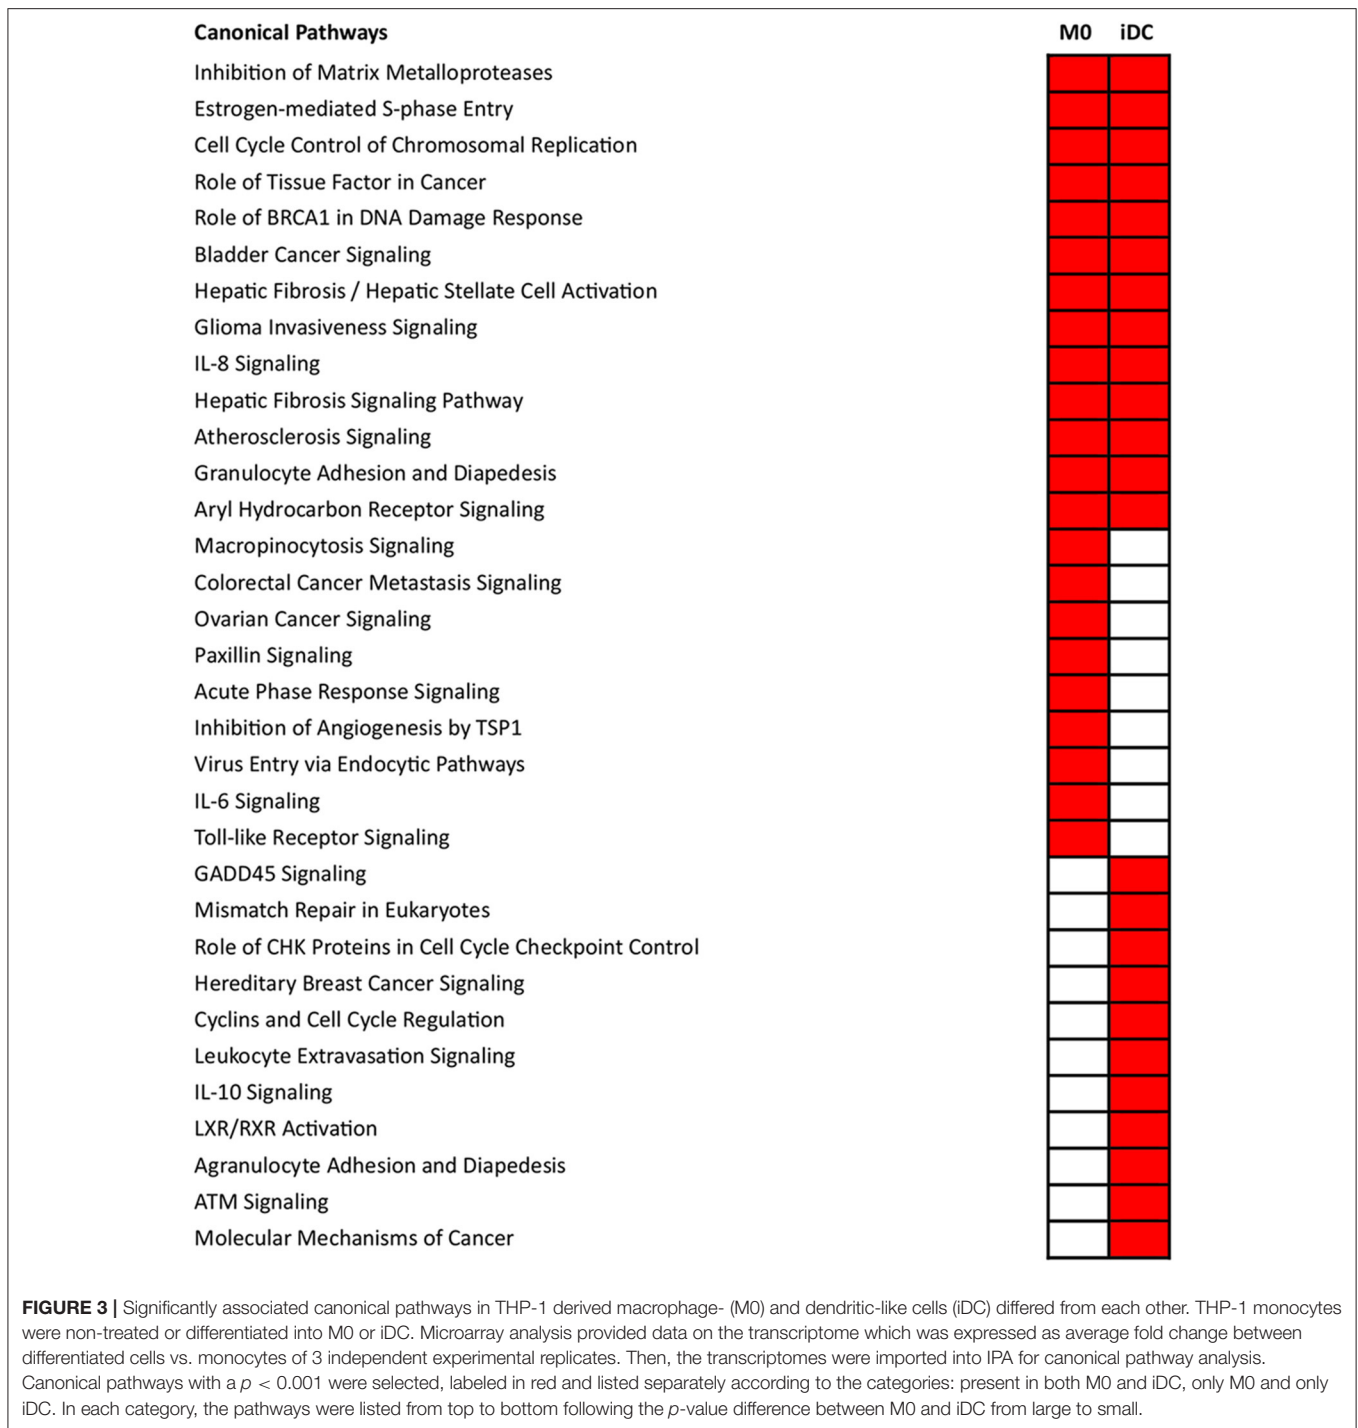 Canonical Pathways M0 iDC
Inhibition of Matrix Metalloproteases
Estrogen-mediated S-phase Entry
Cell Cycle Control of Chromosomal Replication
Role of Tissue Factor in Cancer
Role of BRCA1 in DNA Damage Response
Bladder Cancer Signaling
Hepatic Fibrosis / Hepatic Stellate Cell Activation
Glioma Invasiveness Signaling
IL-8 Signaling
Hepatic Fibrosis Signaling Pathway
Atherosclerosis Signaling
Granulocyte Adhesion and Diapedesis
Aryl Hydrocarbon Receptor Signaling
Macropinocytosis Signaling
Colorectal Cancer Metastasis Signaling
Ovarian Cancer Signaling
Paxillin Signaling
Acute Phase Response Signaling
Inhibition of Angiogenesis by TSP1
Virus Entry via Endocytic Pathways
IL-6 Signaling
Toll-like Receptor Signaling
GADD45 Signaling
Mismatch Repair in Eukaryotes
Role of CHK Proteins in Cell Cycle Checkpoint Control
Hereditary Breast Cancer Signaling
Cyclins and Cell Cycle Regulation
Leukocyte Extravasation Signaling
IL-10 Signaling
LXR/RXR Activation
Agranulocyte Adhesion and Diapedesis
ATM Signaling
Molecular Mechanisms of Cancer
FIGURE 3 | Significantly associated canonical pathways in THP-1 derived macrophage- (M0) and dendritic-like cells (iDC) differed from each other. THP-1 monocytes
were non-treated or differentiated into M0 or iDC. Microarray analysis provided data on the transcriptome which was expressed as average fold change between
differentiated cells vs. monocytes of 3 independent experimental replicates. Then, the transcriptomes were imported into IPA for canonical pathway analysis.
Canonical pathways with a p < 0.001 were selected, labeled in red and listed separately according to the categories: present in both M0 and iDC, only M0 and only
iDC. In each category, the pathways were listed from top to bottom following the p-value difference between M0 and iDC from large to small.